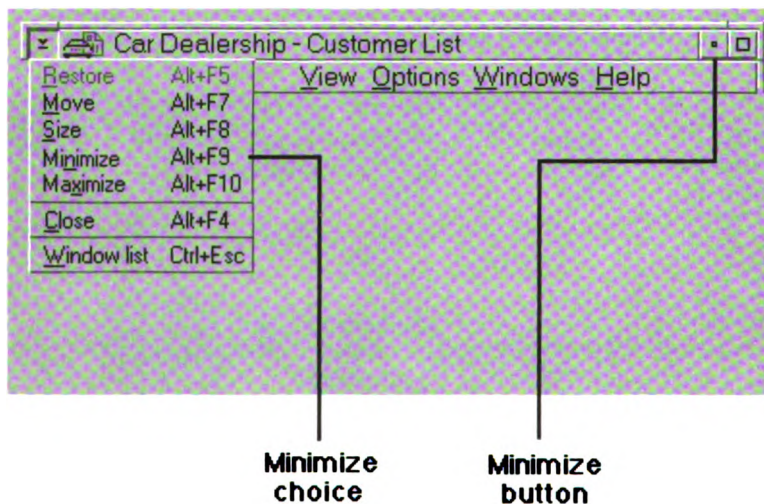 Car Dealership - Customer List
View Options Windows Help
Restore Alt+F5
Move Alt+F7
Size Alt+F8
Minimize Alt+F9
Maximize Alt+F10
Close Alt+F4
Window list Ctrl+Esc
Minimize choice
Minimize button